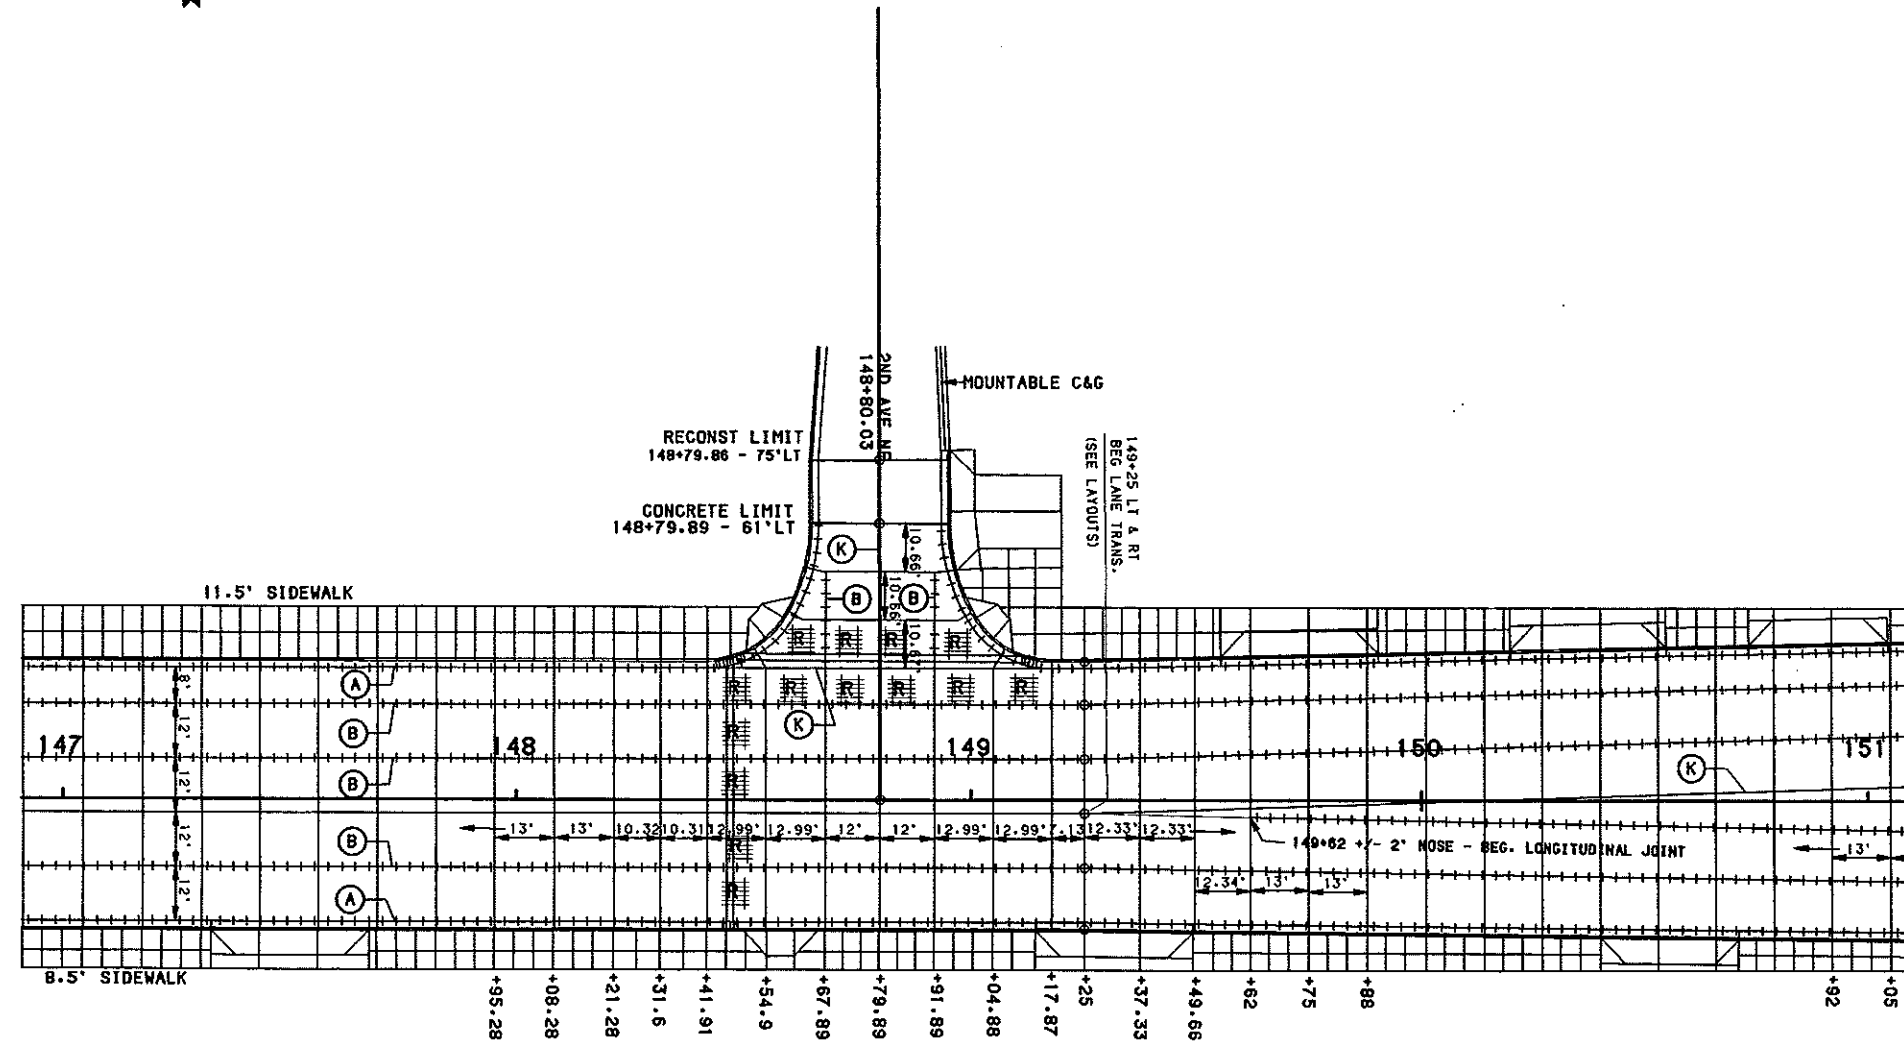 2ND AVE NE
148+80.03
MOUNTABLE C&G
RECONST LIMIT
148+79.86 - 75'LT
CONCRETE LIMIT
148+79.89 - 61'LT
149+25 LT & RT
BEG LANE TRANS.
(SEE LAYOUTS)
K
10.66'
10.66'
10.67'
B
B
11.5' SIDEWALK
R R R R
A
8'
R R R R R R
B
12'
K
R
147
148
149
150
151
B
12'
R
K
12'
13' 13' 10.32 10.31 12.99' 12.99' 12' 12' 12.99' 12.99' 7.13 12.33' 12.33'
B
R
149+62 +/- 2' NOSE - BEG. LONGITUDINAL JOINT
13'
12'
A
R
12.34' 13' 13'
8.5' SIDEWALK
+95.28
+08.28
+21.28
+31.6
+41.91
+54.9
+67.89
+79.89
+91.89
+04.88
+17.87
+25
+37.33
+49.66
+62
+75
+88
+92
+05